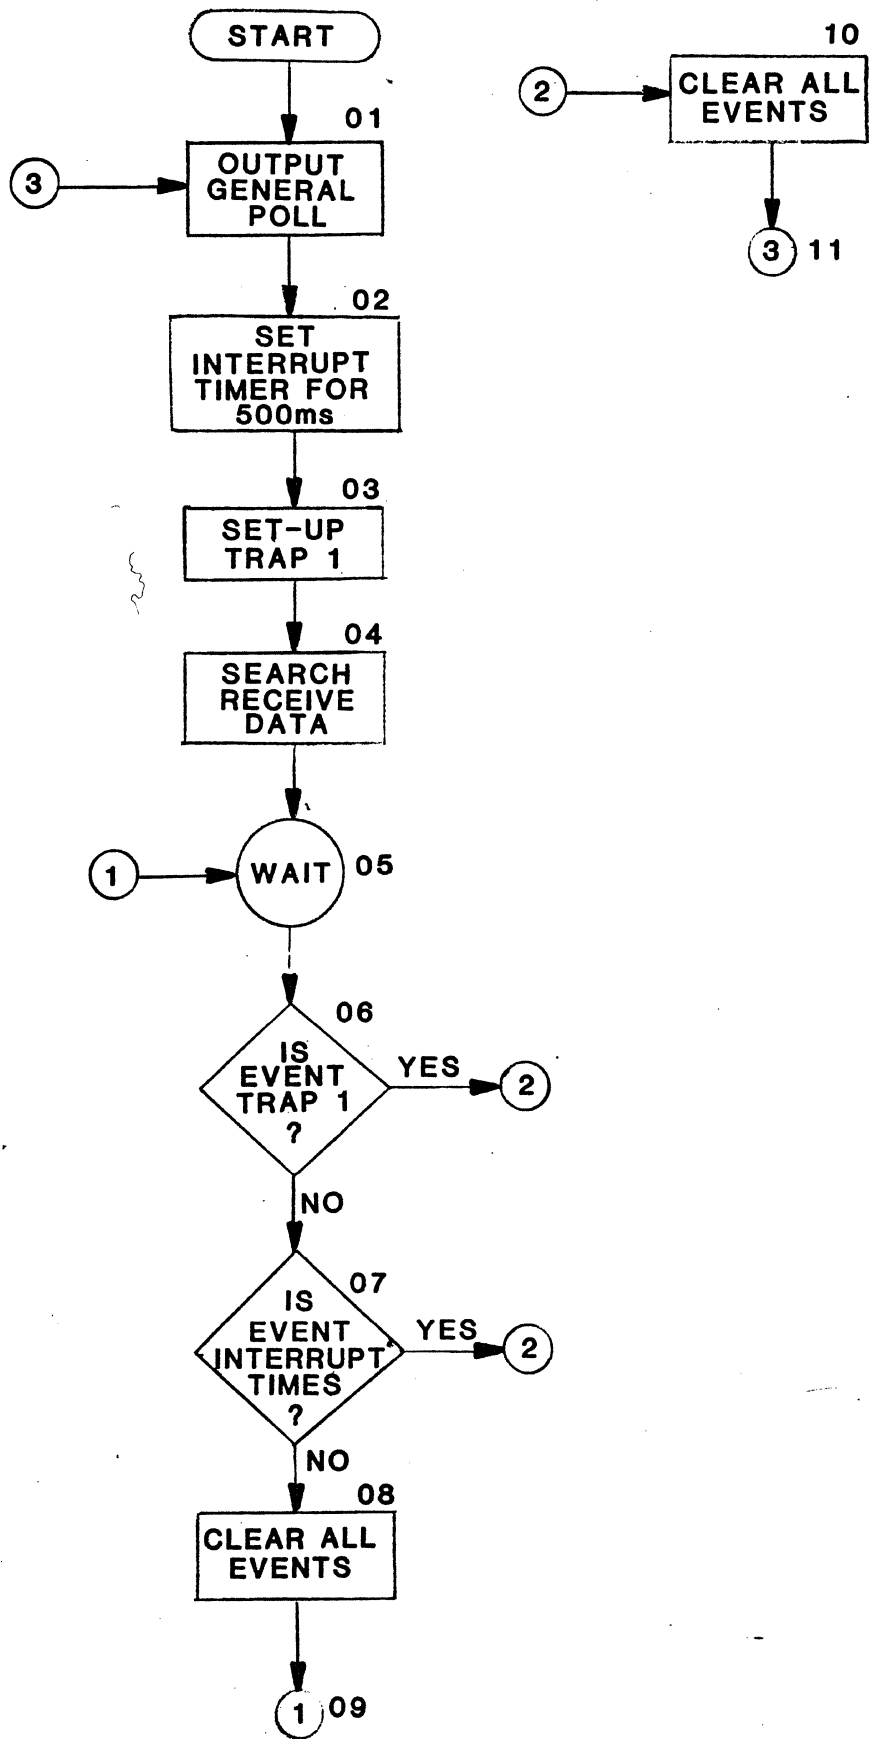 START
01
OUTPUT
GENERAL
POLL
3
02
SET
INTERRUPT
TIMER FOR
500ms
03
SET-UP
TRAP 1
04
SEARCH
RECEIVE
DATA
1
WAIT
05
06
IS
EVENT
TRAP 1
?
YES
2
NO
07
IS
EVENT
INTERRUPT
TIMES
?
YES
2
NO
08
CLEAR ALL
EVENTS
1
09
10
2
CLEAR ALL
EVENTS
3
11